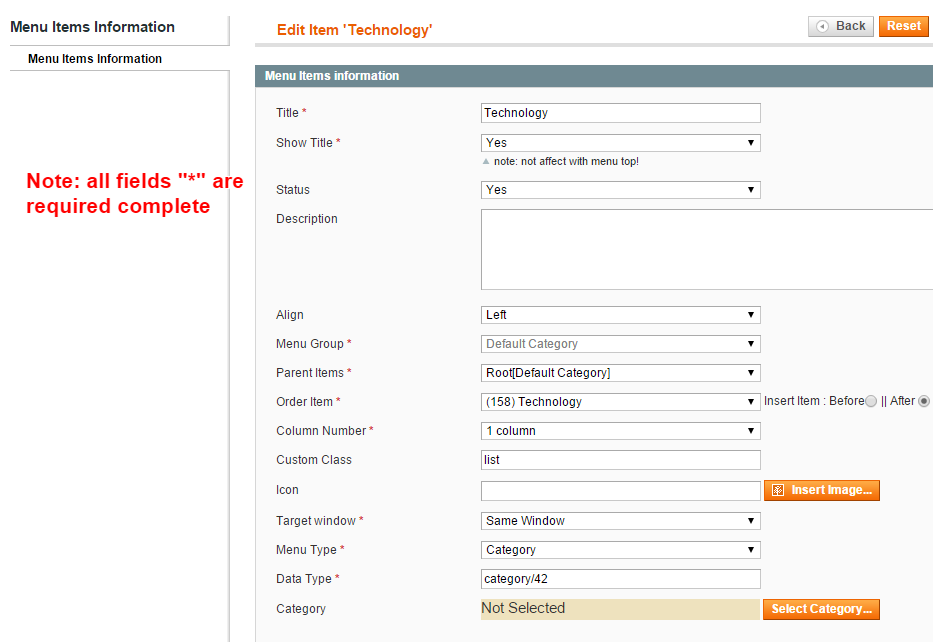 Menu Items Information
Edit Item 'Technology'
Back
Reset
Menu Items Information
Menu Items information
Title *
Technology
Show Title *
Yes
note: not affect with menu top!
Note: all fields "*" are
required complete
Status
Yes
Description
Align
Left
Menu Group *
Default Category
Parent Items *
Root[Default Category]
Order Item *
(158) Technology
Insert Item : Before || After
Column Number *
1 column
Custom Class
list
Icon
Insert Image...
Target window *
Same Window
Menu Type *
Category
Data Type *
category/42
Category
Not Selected
Select Category...